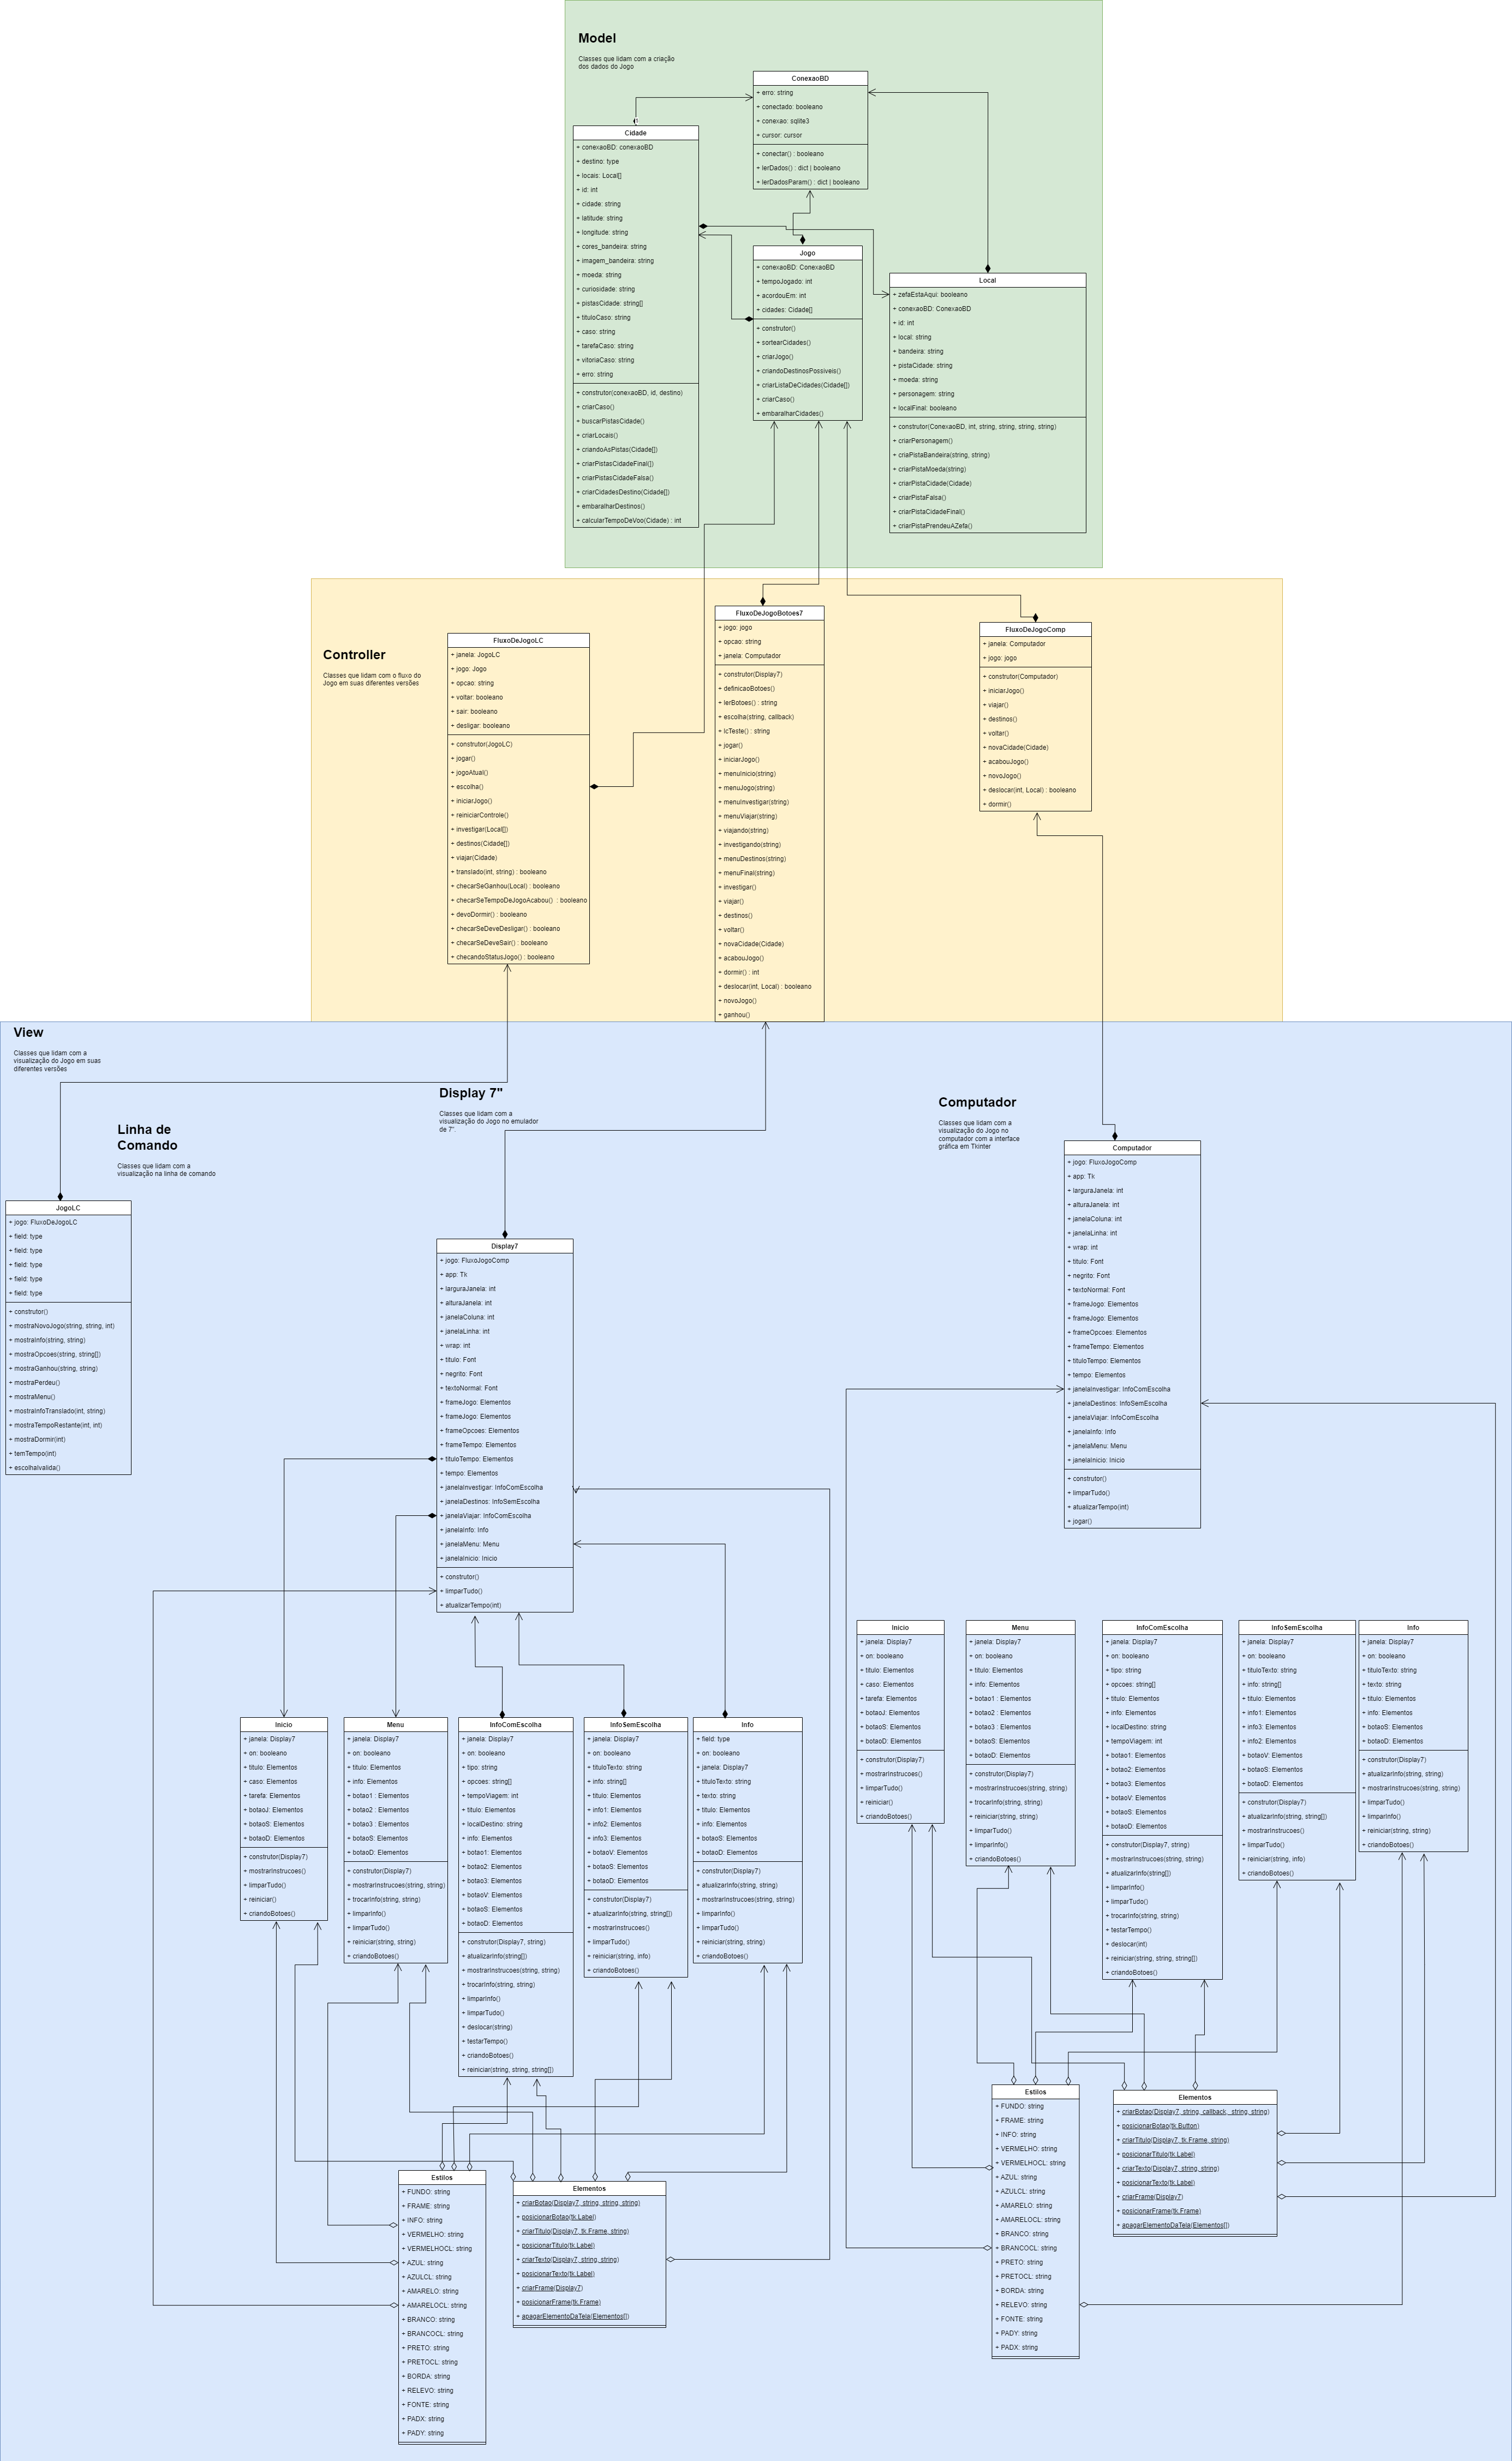 Model
Classes que lidam com a criação
dos dados do Jogo
ConexaoBD
+ erro: string
+ conectado: booleano
+ conexao: sqlite3
+ cursor: cursor
+ conectar() : booleano
+ lerDados() : dict | booleano
+ lerDadosParam() : dict | booleano
Cidade
+ conexaoBD: conexaoBD
+ destino: type
+ locais: Local[]
+ id: int
+ cidade: string
+ latitude: string
+ longitude: string
+ cores_bandeira: string
+ imagem_bandeira: string
+ moeda: string
+ curiosidade: string
+ pistasCidade: string[]
+ tituloCaso: string
+ caso: string
+ tarefaCaso: string
+ vitoriaCaso: string
+ erro: string
+ construtor(conexaoBD, id, destino)
+ criarCaso()
+ buscarPistasCidade()
+ criarLocais()
+ criandoAsPistas(Cidade[])
+ criarPistasCidadeFinal([])
+ criarPistasCidadeFalsa()
+ criarCidadesDestino(Cidade[])
+ embaralharDestinos()
+ calcularTempoDeVoo(Cidade) : int
Jogo
+ conexaoBD: ConexaoBD
+ tempoJogado: int
+ acordouEm: int
+ cidades: Cidade[]
+ construtor()
+ sortearCidades()
+ criarJogo()
+ criandoDestinosPossiveis()
+ criarListaDeCidades(Cidade[])
+ criarCaso()
+ embaralharCidades()
Local
+ zefaEstaAqui: booleano
+ conexaoBD: ConexaoBD
+ id: int
+ local: string
+ bandeira: string
+ pistaCidade: string
+ moeda: string
+ personagem: string
+ localFinal: booleano
+ construtor(ConexaoBD, int, string, string, string, string)
+ criarPersonagem()
+ criaPistaBandeira(string, string)
+ criarPistaMoeda(string)
+ criarPistaCidade(Cidade)
+ criarPistaFalsa()
+ criarPistaCidadeFinal()
+ criarPistaPrendeuAZefa()
Controller
Classes que lidam com o fluxo do
Jogo em suas diferentes versões
FluxoDeJogoLC
+ janela: JogoLC
+ jogo: Jogo
+ opcao: string
+ voltar: booleano
+ sair: booleano
+ desligar: booleano
+ construtor(JogoLC)
+ jogar()
+ jogoAtual()
+ escolha()
+ iniciarJogo()
+ reiniciarControle()
+ investigar(Local[])
+ destinos(Cidade[])
+ viajar(Cidade)
+ translado(int, string) : booleano
+ checarSeGanhou(Local) : booleano
+ checarSeTempoDeJogoAcabou() : booleano
+ devoDormir() : booleano
+ checarSeDeveDesligar() : booleano
+ checarSeDeveSair() : booleano
+ checandoStatusJogo() : booleano
FluxoDeJogoBotoes7
+ jogo: jogo
+ opcao: string
+ janela: Computador
+ construtor(Display7)
+ definicaoBotoes()
+ lerBotoes() : string
+ escolha(string, callback)
+ lcTeste() : string
+ jogar()
+ iniciarJogo()
+ menuInicio(string)
+ menuJogo(string)
+ menuInvestigar(string)
+ menuViajar(string)
+ viajando(string)
+ investigando(string)
+ menuDestinos(string)
+ menuFinal(string)
+ investigar()
+ viajar()
+ destinos()
+ voltar()
+ novaCidade(Cidade)
+ acabouJogo()
+ dormir() : int
+ deslocar(int, Local) : booleano
+ novoJogo()
+ ganhou()
FluxoDeJogoComp
+ janela: Computador
+ jogo: jogo
+ construtor(Computador)
+ iniciarJogo()
+ viajar()
+ destinos()
+ voltar()
+ novaCidade(Cidade)
+ acabouJogo()
+ novoJogo()
+ deslocar(int, Local) : booleano
+ dormir()
View
Classes que lidam com a
visualização do Jogo em suas
diferentes versões
Linha de
Comando
Classes que lidam com a
visualização na linha de comando
Display 7"
Classes que lidam com a
visualização do Jogo no emulador
de 7".
Computador
Classes que lidam com a
visualização do Jogo no
computador com a interface
gráfica em Tkinter
JogoLC
+ jogo: FluxoDeJogoLC
+ field: type
+ field: type
+ field: type
+ field: type
+ field: type
+ construtor()
+ mostraNovoJogo(string, string, int)
+ mostraInfo(string, string)
+ mostraOpcoes(string, string[])
+ mostraGanhou(string, string)
+ mostraPerdeu()
+ mostraMenu()
+ mostraInfoTranslado(int, string)
+ mostraTempoRestante(int, int)
+ mostraDormir(int)
+ temTempo(int)
+ escolhaIvalida()
Display7
+ jogo: FluxoJogoComp
+ app: Tk
+ larguraJanela: int
+ alturaJanela: int
+ janelaColuna: int
+ janelaLinha: int
+ wrap: int
+ titulo: Font
+ negrito: Font
+ textoNormal: Font
+ frameJogo: Elementos
+ frameJogo: Elementos
+ frameOpcoes: Elementos
+ frameTempo: Elementos
+ tituloTempo: Elementos
+ tempo: Elementos
+ janelaInvestigar: InfoComEscolha
+ janelaDestinos: InfoSemEscolha
+ janelaViajar: InfoComEscolha
+ janelaInfo: Info
+ janelaMenu: Menu
+ janelaInicio: Inicio
+ construtor()
+ limparTudo()
+ atualizarTempo(int)
Computador
+ jogo: FluxoJogoComp
+ app: Tk
+ larguraJanela: int
+ alturaJanela: int
+ janelaColuna: int
+ janelaLinha: int
+ wrap: int
+ titulo: Font
+ negrito: Font
+ textoNormal: Font
+ frameJogo: Elementos
+ frameJogo: Elementos
+ frameOpcoes: Elementos
+ frameTempo: Elementos
+ tituloTempo: Elementos
+ tempo: Elementos
+ janelaInvestigar: InfoComEscolha
+ janelaDestinos: InfoSemEscolha
+ janelaViajar: InfoComEscolha
+ janelaInfo: Info
+ janelaMenu: Menu
+ janelaInicio: Inicio
+ construtor()
+ limparTudo()
+ atualizarTempo(int)
+ jogar()
Inicio
+ janela: Display7
+ on: booleano
+ titulo: Elementos
+ caso: Elementos
+ tarefa: Elementos
+ botaoJ: Elementos
+ botaoS: Elementos
+ botaoD: Elementos
+ construtor(Display7)
+ mostrarInstrucoes()
+ limparTudo()
+ reiniciar()
+ criandoBotoes()
Menu
+ janela: Display7
+ on: booleano
+ titulo: Elementos
+ info: Elementos
+ botao1 : Elementos
+ botao2 : Elementos
+ botao3 : Elementos
+ botaoS: Elementos
+ botaoD: Elementos
+ construtor(Display7)
+ mostrarInstrucoes(string, string)
+ trocarInfo(string, string)
+ limparInfo()
+ limparTudo()
+ reiniciar(string, string)
+ criandoBotoes()
InfoComEscolha
+ janela: Display7
+ on: booleano
+ tipo: string
+ opcoes: string[]
+ tempoViagem: int
+ titulo: Elementos
+ localDestino: string
+ info: Elementos
+ botao1: Elementos
+ botao2: Elementos
+ botao3: Elementos
+ botaoV: Elementos
+ botaoS: Elementos
+ botaoD: Elementos
+ construtor(Display7, string)
+ atualizarInfo(string[])
+ mostrarInstrucoes(string, string)
+ trocarInfo(string, string)
+ limparInfo()
+ limparTudo()
+ deslocar(string)
+ testarTempo()
+ criandoBotoes()
+ reiniciar(string, string, string[])
InfoSemEscolha
+ janela: Display7
+ on: booleano
+ tituloTexto: string
+ info: string[]
+ titulo: Elementos
+ info1: Elementos
+ info2: Elementos
+ info3: Elementos
+ botaoV: Elementos
+ botaoS: Elementos
+ botaoD: Elementos
+ construtor(Display7)
+ atualizarInfo(string, string[])
+ mostrarInstrucoes()
+ limparTudo()
+ reiniciar(string, info)
+ criandoBotoes()
Info
+ field: type
+ on: booleano
+ janela: Display7
+ tituloTexto: string
+ texto: string
+ titulo: Elementos
+ info: Elementos
+ botaoS: Elementos
+ botaoD: Elementos
+ construtor(Display7)
+ atualizarInfo(string, string)
+ mostrarInstrucoes(string, string)
+ limparInfo()
+ limparTudo()
+ reiniciar(string, string)
+ criandoBotoes()
Inicio
+ janela: Display7
+ on: booleano
+ titulo: Elementos
+ caso: Elementos
+ tarefa: Elementos
+ botaoJ: Elementos
+ botaoS: Elementos
+ botaoD: Elementos
+ construtor(Display7)
+ mostrarInstrucoes()
+ limparTudo()
+ reiniciar()
+ criandoBotoes()
Menu
+ janela: Display7
+ on: booleano
+ titulo: Elementos
+ info: Elementos
+ botao1 : Elementos
+ botao2 : Elementos
+ botao3 : Elementos
+ botaoS: Elementos
+ botaoD: Elementos
+ construtor(Display7)
+ mostrarInstrucoes(string, string)
+ trocarInfo(string, string)
+ reiniciar(string, string)
+ limparTudo()
+ limparInfo()
+ criandoBotoes()
InfoComEscolha
+ janela: Display7
+ on: booleano
+ tipo: string
+ opcoes: string[]
+ titulo: Elementos
+ info: Elementos
+ localDestino: string
+ tempoViagem: int
+ botao1: Elementos
+ botao2: Elementos
+ botao3: Elementos
+ botaoV: Elementos
+ botaoS: Elementos
+ botaoD: Elementos
+ construtor(Display7, string)
+ mostrarInstrucoes(string, string)
+ atualizarInfo(string[])
+ limparInfo()
+ limparTudo()
+ trocarInfo(string, string)
+ testarTempo()
+ deslocar(int)
+ reiniciar(string, string, string[])
+ criandoBotoes()
InfoSemEscolha
+ janela: Display7
+ on: booleano
+ tituloTexto: string
+ info: string[]
+ titulo: Elementos
+ info1: Elementos
+ info3: Elementos
+ info2: Elementos
+ botaoV: Elementos
+ botaoS: Elementos
+ botaoD: Elementos
+ construtor(Display7)
+ atualizarInfo(string, string[])
+ mostrarInstrucoes()
+ limparTudo()
+ reiniciar(string, info)
+ criandoBotoes()
Info
+ janela: Display7
+ on: booleano
+ tituloTexto: string
+ texto: string
+ titulo: Elementos
+ info: Elementos
+ botaoS: Elementos
+ botaoD: Elementos
+ construtor(Display7)
+ atualizarInfo(string, string)
+ mostrarInstrucoes(string, string)
+ limparTudo()
+ limparInfo()
+ reiniciar(string, string)
+ criandoBotoes()
Estilos
+ FUNDO: string
+ FRAME: string
+ INFO: string
+ VERMELHO: string
+ VERMELHOCL: string
+ AZUL: string
+ AZULCL: string
+ AMARELO: string
+ AMARELOCL: string
+ BRANCO: string
+ BRANCOCL: string
+ PRETO: string
+ PRETOCL: string
+ BORDA: string
+ RELEVO: string
+ FONTE: string
+ PADX: string
+ PADY: string
Elementos
+ criarBotao(Display7, string, string, string)
+ posicionarBotao(tk.Label)
+ criarTitulo(Display7, tk.Frame, string)
+ posicionarTitulo(tk.Label)
+ criarTexto(Display7, string, string)
+ posicionarTexto(tk.Label)
+ criarFrame(Display7)
+ posicionarFrame(tk.Frame)
+ apagarElementoDaTela(Elementos[])
Estilos
+ FUNDO: string
+ FRAME: string
+ INFO: string
+ VERMELHO: string
+ VERMELHOCL: string
+ AZUL: string
+ AZULCL: string
+ AMARELO: string
+ AMARELOCL: string
+ BRANCO: string
+ BRANCOCL: string
+ PRETO: string
+ PRETOCL: string
+ BORDA: string
+ RELEVO: string
+ FONTE: string
+ PADY: string
+ PADX: string
Elementos
+ criarBotao(Display7, string, callback, string, string)
+ posicionarBotao(tk.Button)
+ criarTitulo(Display7, tk.Frame, string)
+ posicionarTitulo(tk.Label)
+ criarTexto(Display7, string, string)
+ posicionarTexto(tk.Label)
+ criarFrame(Display7)
+ posicionarFrame(tk.Frame)
+ apagarElementoDaTela(Elementos[])